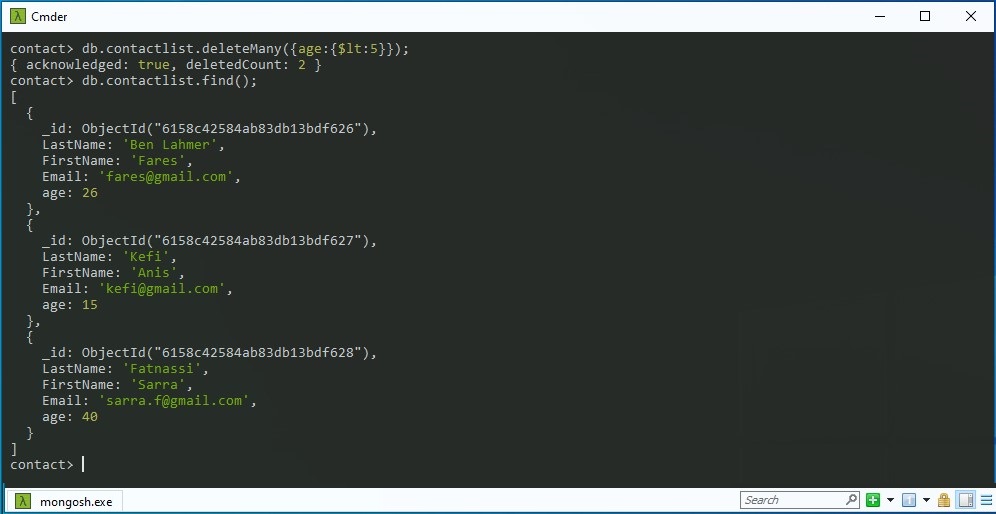 Cmder
contact> db.contactlist.deleteMany({age:{$lt:5}});
{ acknowledged: true, deletedCount: 2 }
contact> db.contactlist.find();
[
  {
    _id: ObjectId("6158c42584ab83db13bdf626"),
    LastName: 'Ben Lahmer',
    FirstName: 'Fares',
    Email: 'fares@gmail.com',
    age: 26
  },
  {
    _id: ObjectId("6158c42584ab83db13bdf627"),
    LastName: 'Kefi',
    FirstName: 'Anis',
    Email: 'kefi@gmail.com',
    age: 15
  },
  {
    _id: ObjectId("6158c42584ab83db13bdf628"),
    LastName: 'Fatnassi',
    FirstName: 'Sarra',
    Email: 'sarra.f@gmail.com',
    age: 40
  }
]
contact>
mongosh.exe
Search